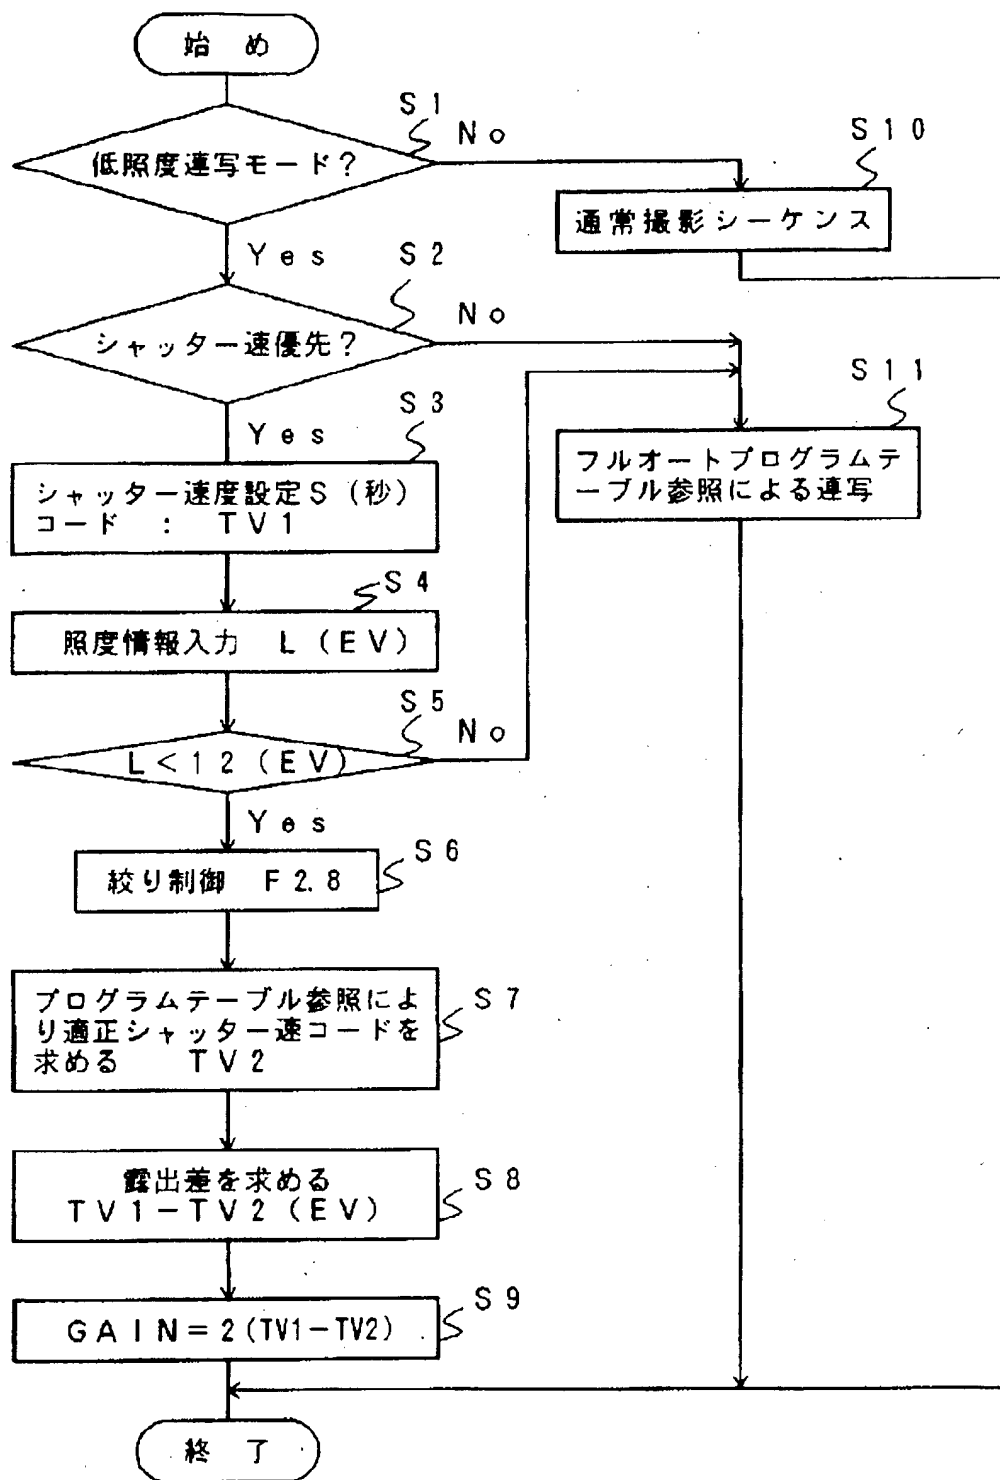 始め
S1
低照度連写モード?
No
Yes
S10
通常撮影シーケンス
S2
シャッター速優先?
No
Yes
S11
フルオートプログラムテ
ーブル参照による連写
S3
シャッター速度設定S(秒)
コード : TV1
S4
照度情報入力 L(EV)
S5
L<12(EV)
No
Yes
S6
絞り制御 F2.8
S7
プログラムテーブル参照によ
り適正シャッター速コードを
求める TV2
S8
露出差を求める
TV1-TV2(EV)
S9
GAIN=2(TV1-TV2)
終了